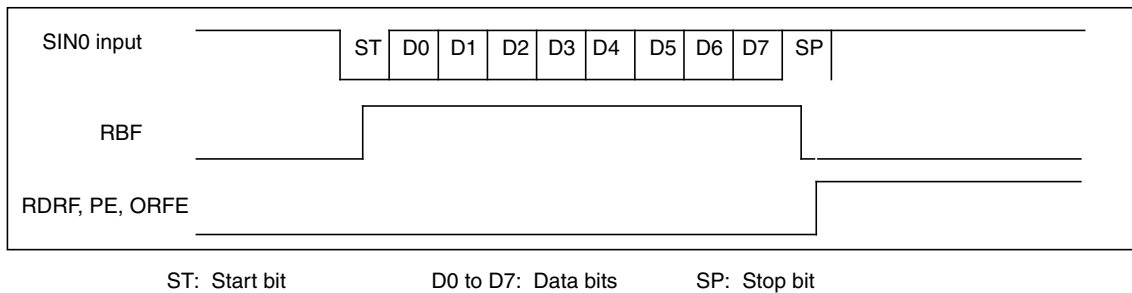 SIN0 input
ST D0 D1 D2 D3 D4 D5 D6 D7 SP
RBF
RDRF, PE, ORFE
ST: Start bit D0 to D7: Data bits SP: Stop bit